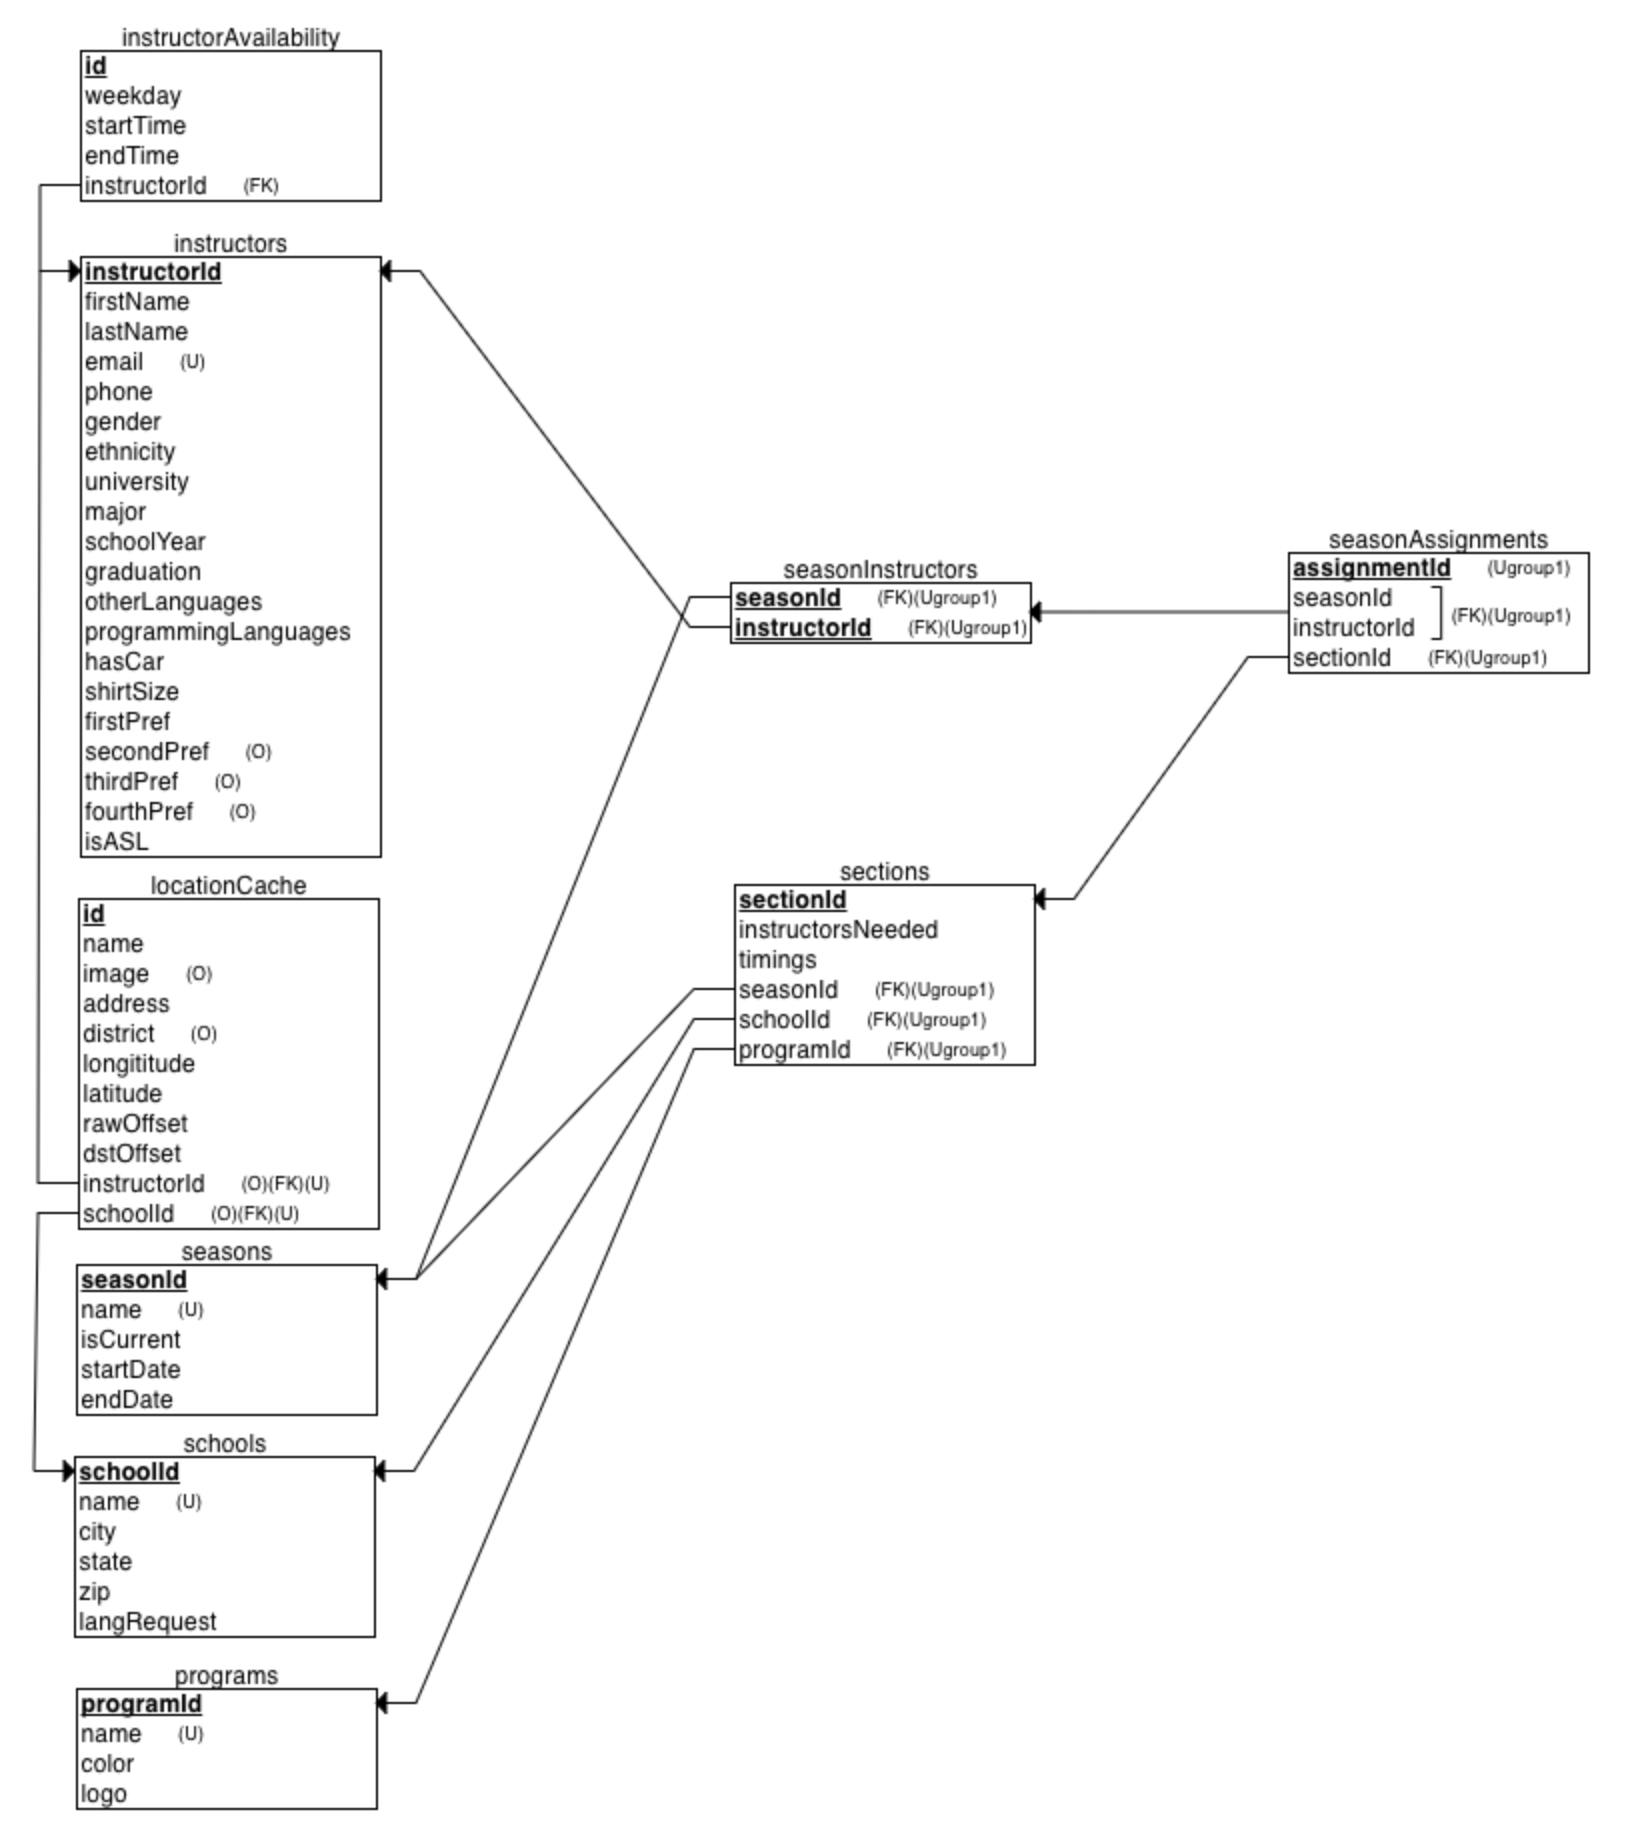 instructorAvailability
id
weekday
startTime
endTime
instructorId (FK)
instructors
instructorId
firstName
lastName
email (U)
phone
gender
ethnicity
university
major
schoolYear
graduation
otherLanguages
programmingLanguages
hasCar
shirtSize
firstPref
secondPref (O)
thirdPref (O)
fourthPref (O)
isASL
locationCache
id
name
image (O)
address
district (O)
longititude
latitude
rawOffset
dstOffset
instructorId (O)(FK)(U)
schoolId (O)(FK)(U)
seasons
seasonId
name (U)
isCurrent
startDate
endDate
schools
schoolId
name (U)
city
state
zip
langRequest
programs
programId
name (U)
color
logo
seasonInstructors
seasonId (FK)(Ugroup1)
instructorId (FK)(Ugroup1)
sections
sectionId
instructorsNeeded
timings
seasonId (FK)(Ugroup1)
schoolId (FK)(Ugroup1)
programId (FK)(Ugroup1)
seasonAssignments
assignmentId (Ugroup1)
seasonId
instructorId (FK)(Ugroup1)
sectionId (FK)(Ugroup1)